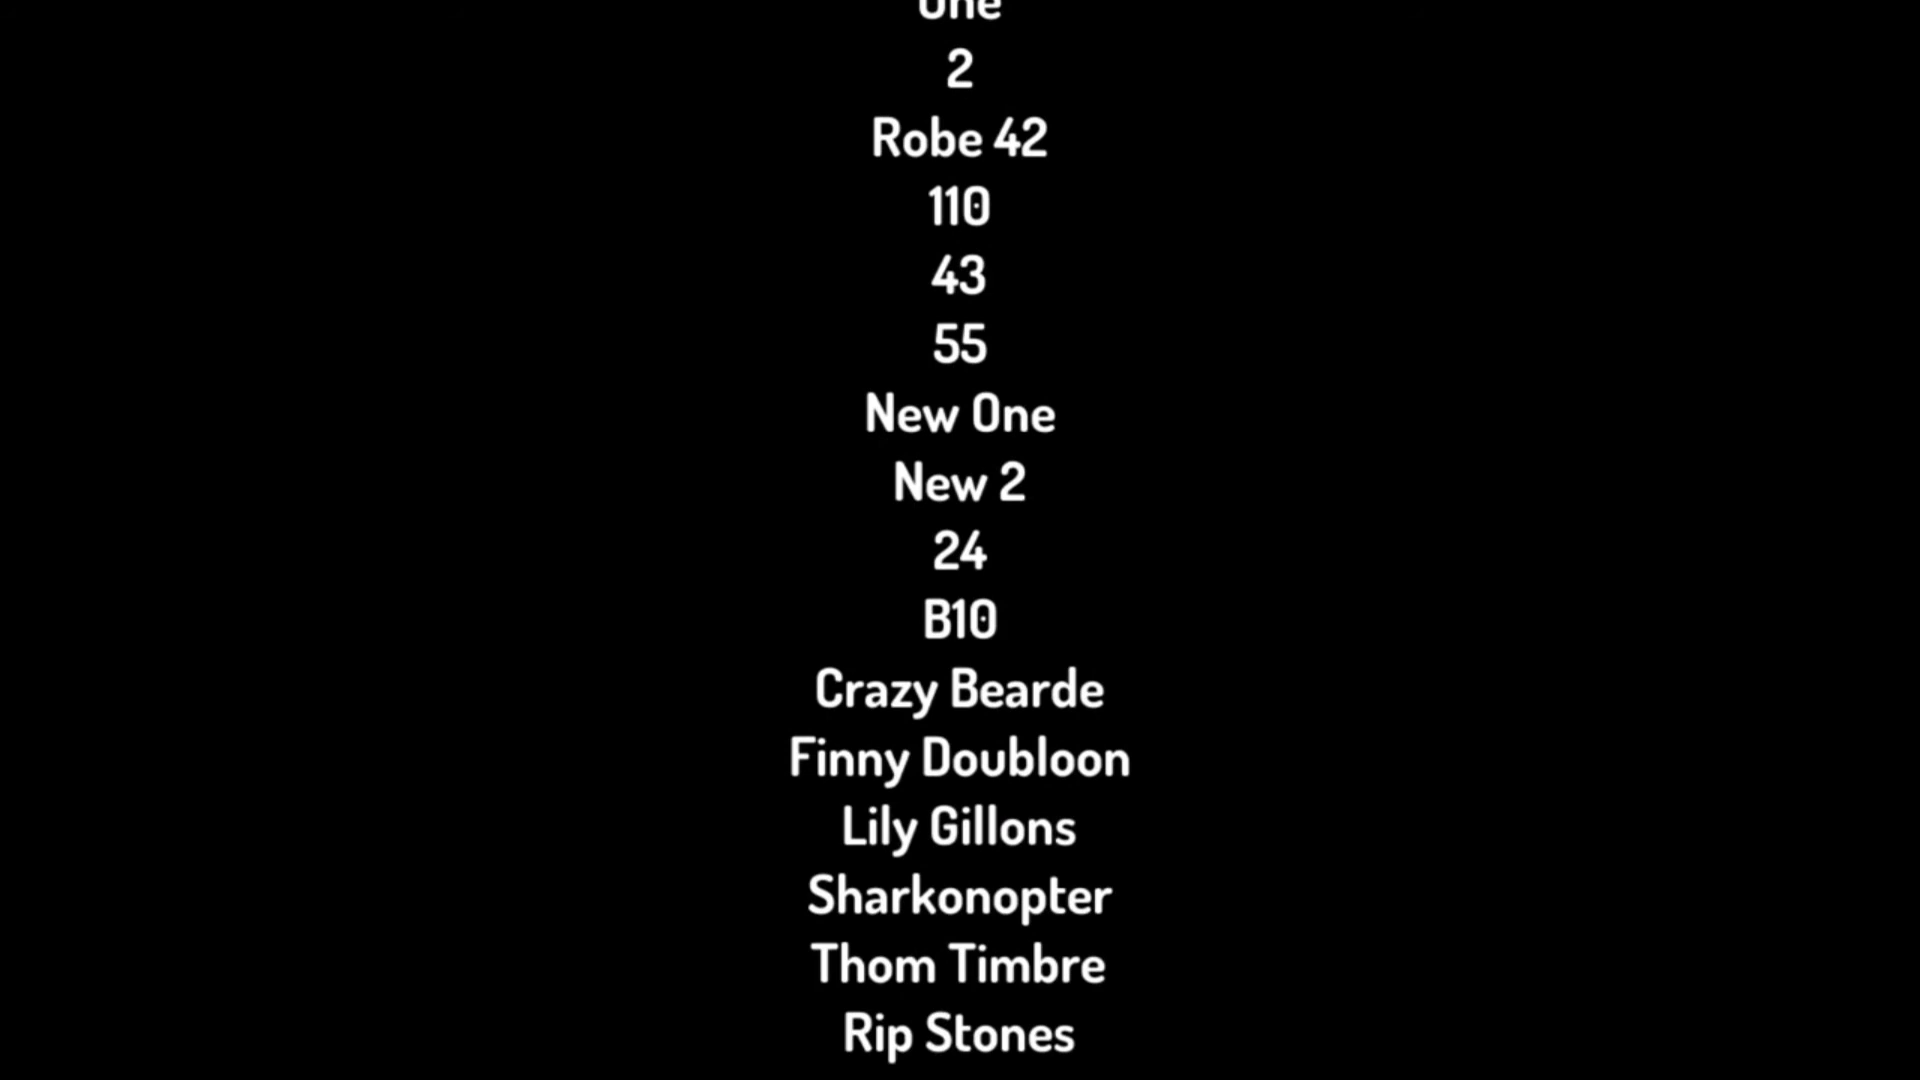 One
2
Robe 42
110
43
55
New One
New 2
24
B10
Crazy Bearde
Finny Doubloon
Lily Gillons
Sharkonopter
Thom Timbre
Rip Stones